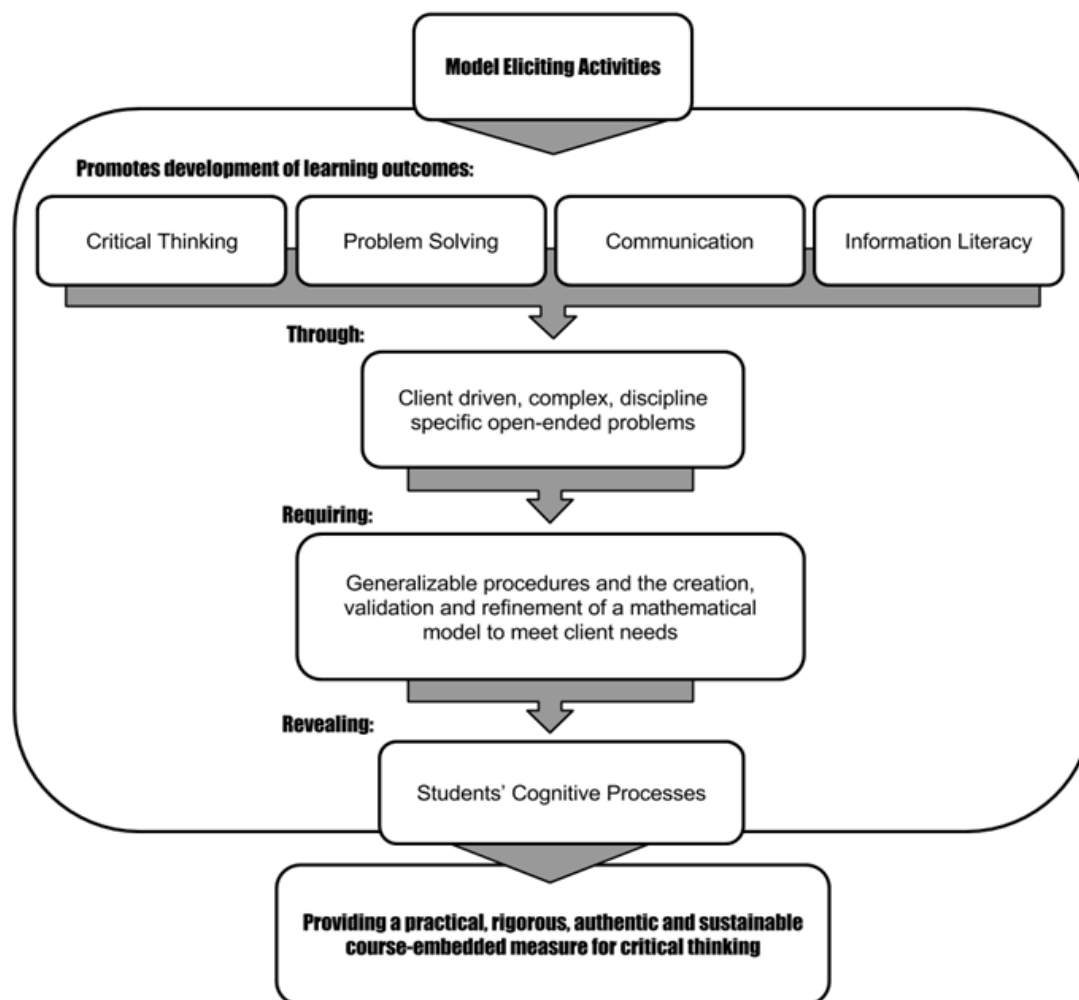 Model Eliciting Activities
Promotes development of learning outcomes:
Critical Thinking
Problem Solving
Communication
Information Literacy
Through:
Client driven, complex, discipline
specific open-ended problems
Requiring:
Generalizable procedures and the creation,
validation and refinement of a mathematical
model to meet client needs
Revealing:
Students’ Cognitive Processes
Providing a practical, rigorous, authentic and sustainable
course-embedded measure for critical thinking